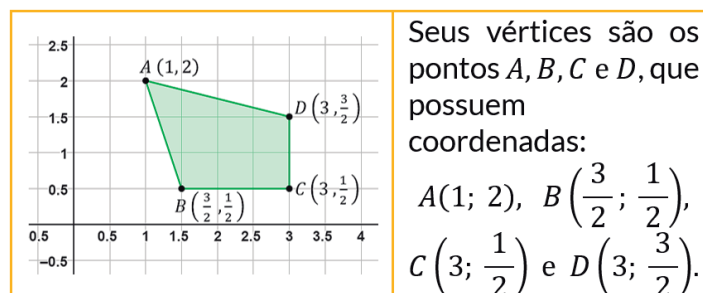 2.5
A (1,2)
2
D (3, 3/2)
1.5
1
0.5
C (3, 1/2)
B (3/2, 1/2)
0.5 0.5 1 1.5 2 2.5 3 3.5 4
−0.5
Seus vértices são os
pontos A, B, C e D, que
possuem
coordenadas:
A(1; 2), B(3/2; 1/2),
C(3; 1/2) e D(3; 3/2).